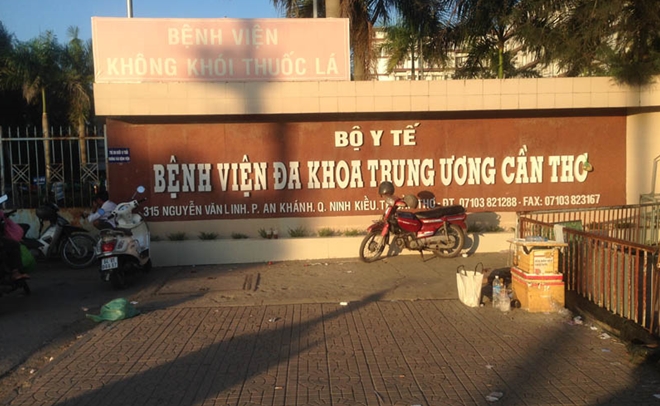 BỆNH VIỆN
KHÔNG KHÓI THUỐC LÁ
BỘ Y TẾ
BỆNH VIỆN ĐA KHOA TRUNG ƯƠNG CẦN THƠ
315 NGUYỄN VĂN LINH. P. AN KHÁNH. Q. NINH KIỀU. THƠ - ĐT. 07103 821288 - FAX: 07103 823167